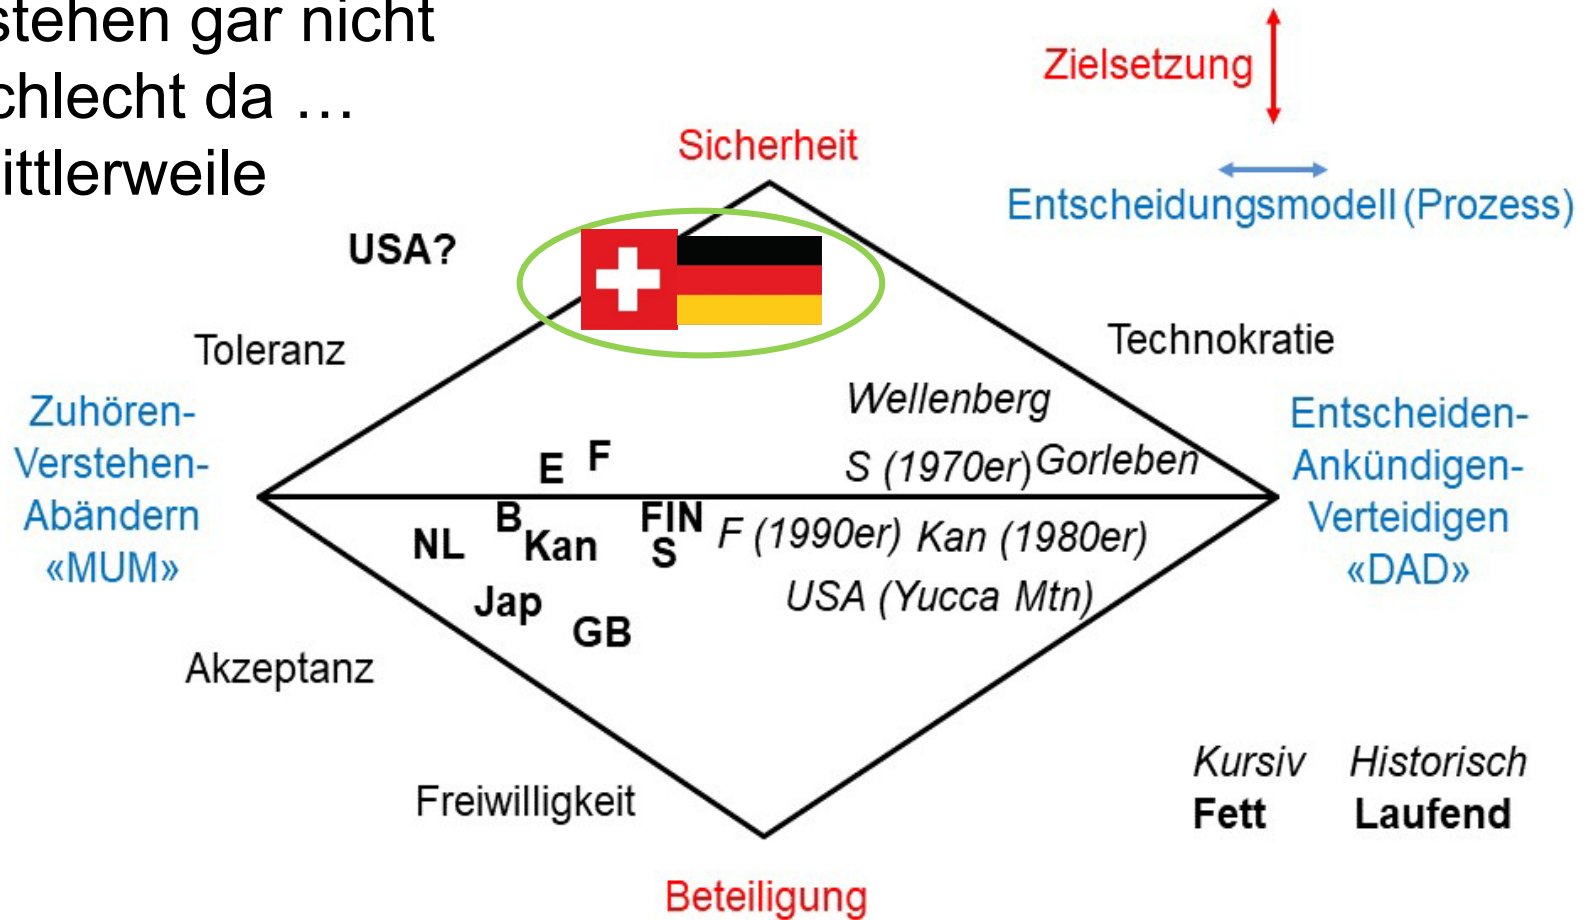 stehen gar nicht
chlecht da …
ittlerweile
Zielsetzung
Entscheidungsmodell (Prozess)
Sicherheit
USA?
Toleranz
Technokratie
Zuhören-
Verstehen-
Abändern
«MUM»
Wellenberg
E F
S (1970er) Gorleben
Entscheiden-
Ankündigen-
Verteidigen
«DAD»
B FIN
NL Kan S F (1990er) Kan (1980er)
Jap USA (Yucca Mtn)
GB
Akzeptanz
Freiwilligkeit
Kursiv Historisch
Fett Laufend
Beteiligung